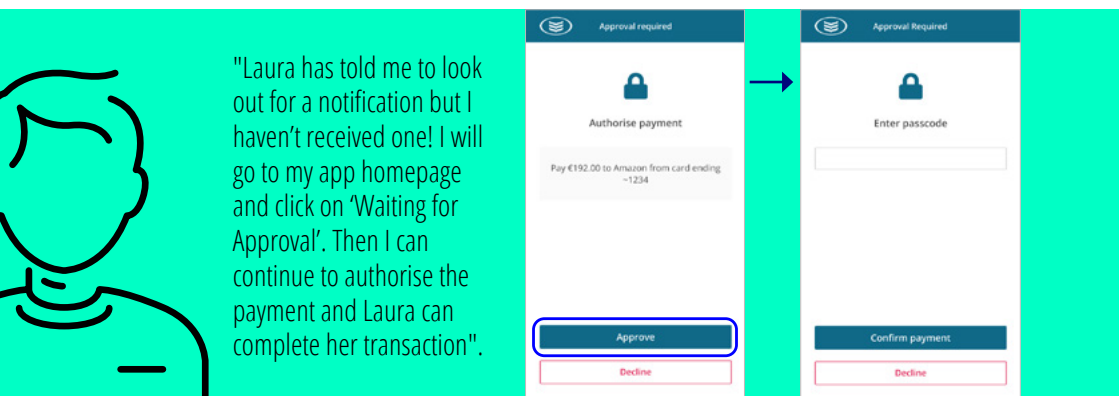 "Laura has told me to look
out for a notification but I
haven’t received one! I will
go to my app homepage
and click on ‘Waiting for
Approval’. Then I can
continue to authorise the
payment and Laura can
complete her transaction".
Approval required
Authorise payment
Pay €192.00 to Amazon from card ending
~1234
Approve
Decline
Approval Required
Enter passcode
Confirm payment
Decline